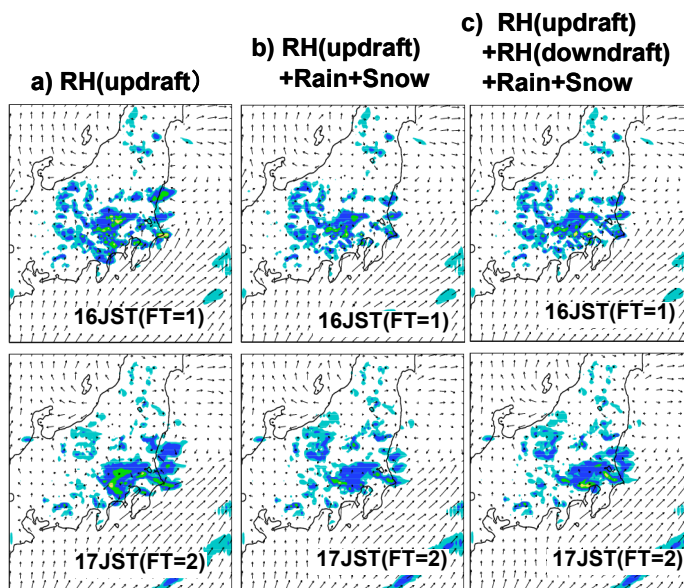 a) RH(updraft）
b) RH(updraft)
+Rain+Snow
c) RH(updraft)
+RH(downdraft)
+Rain+Snow
16JST(FT=1)
16JST(FT=1)
16JST(FT=1)
17JST(FT=2)
17JST(FT=2)
17JST(FT=2)